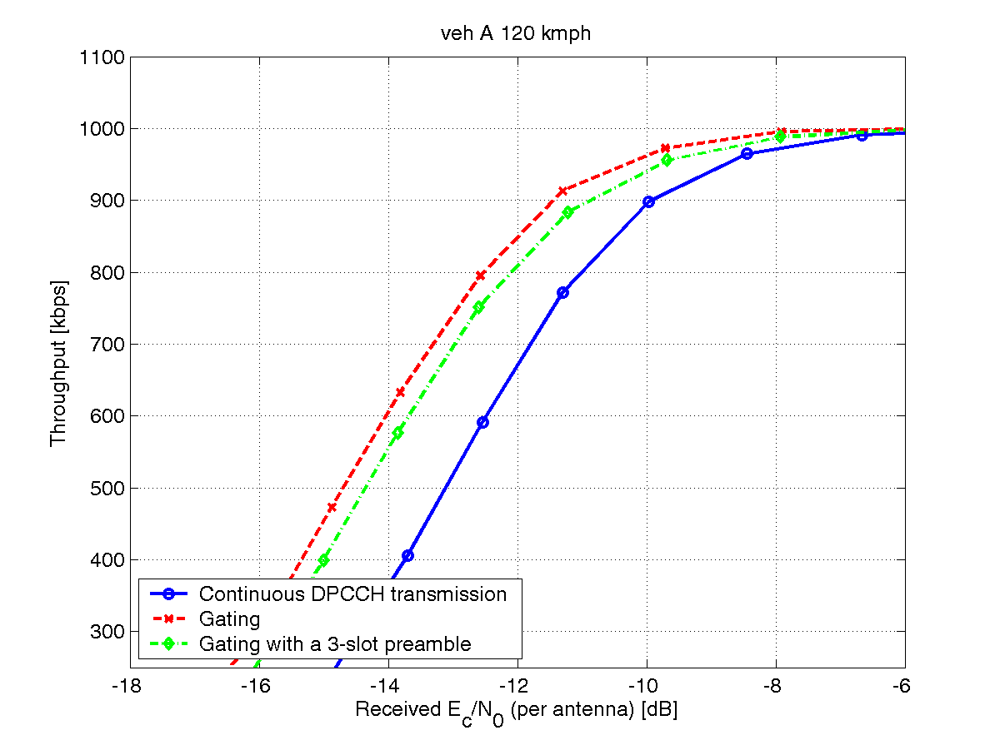 veh A 120 kmph
1100
1000
900
800
700
600
500
400
300
Throughput [kbps]
Continuous DPCCH transmission
Gating
Gating with a 3-slot preamble
-18 -16 -14 -12 -10 -8 -6
Received Ec/N0 (per antenna) [dB]